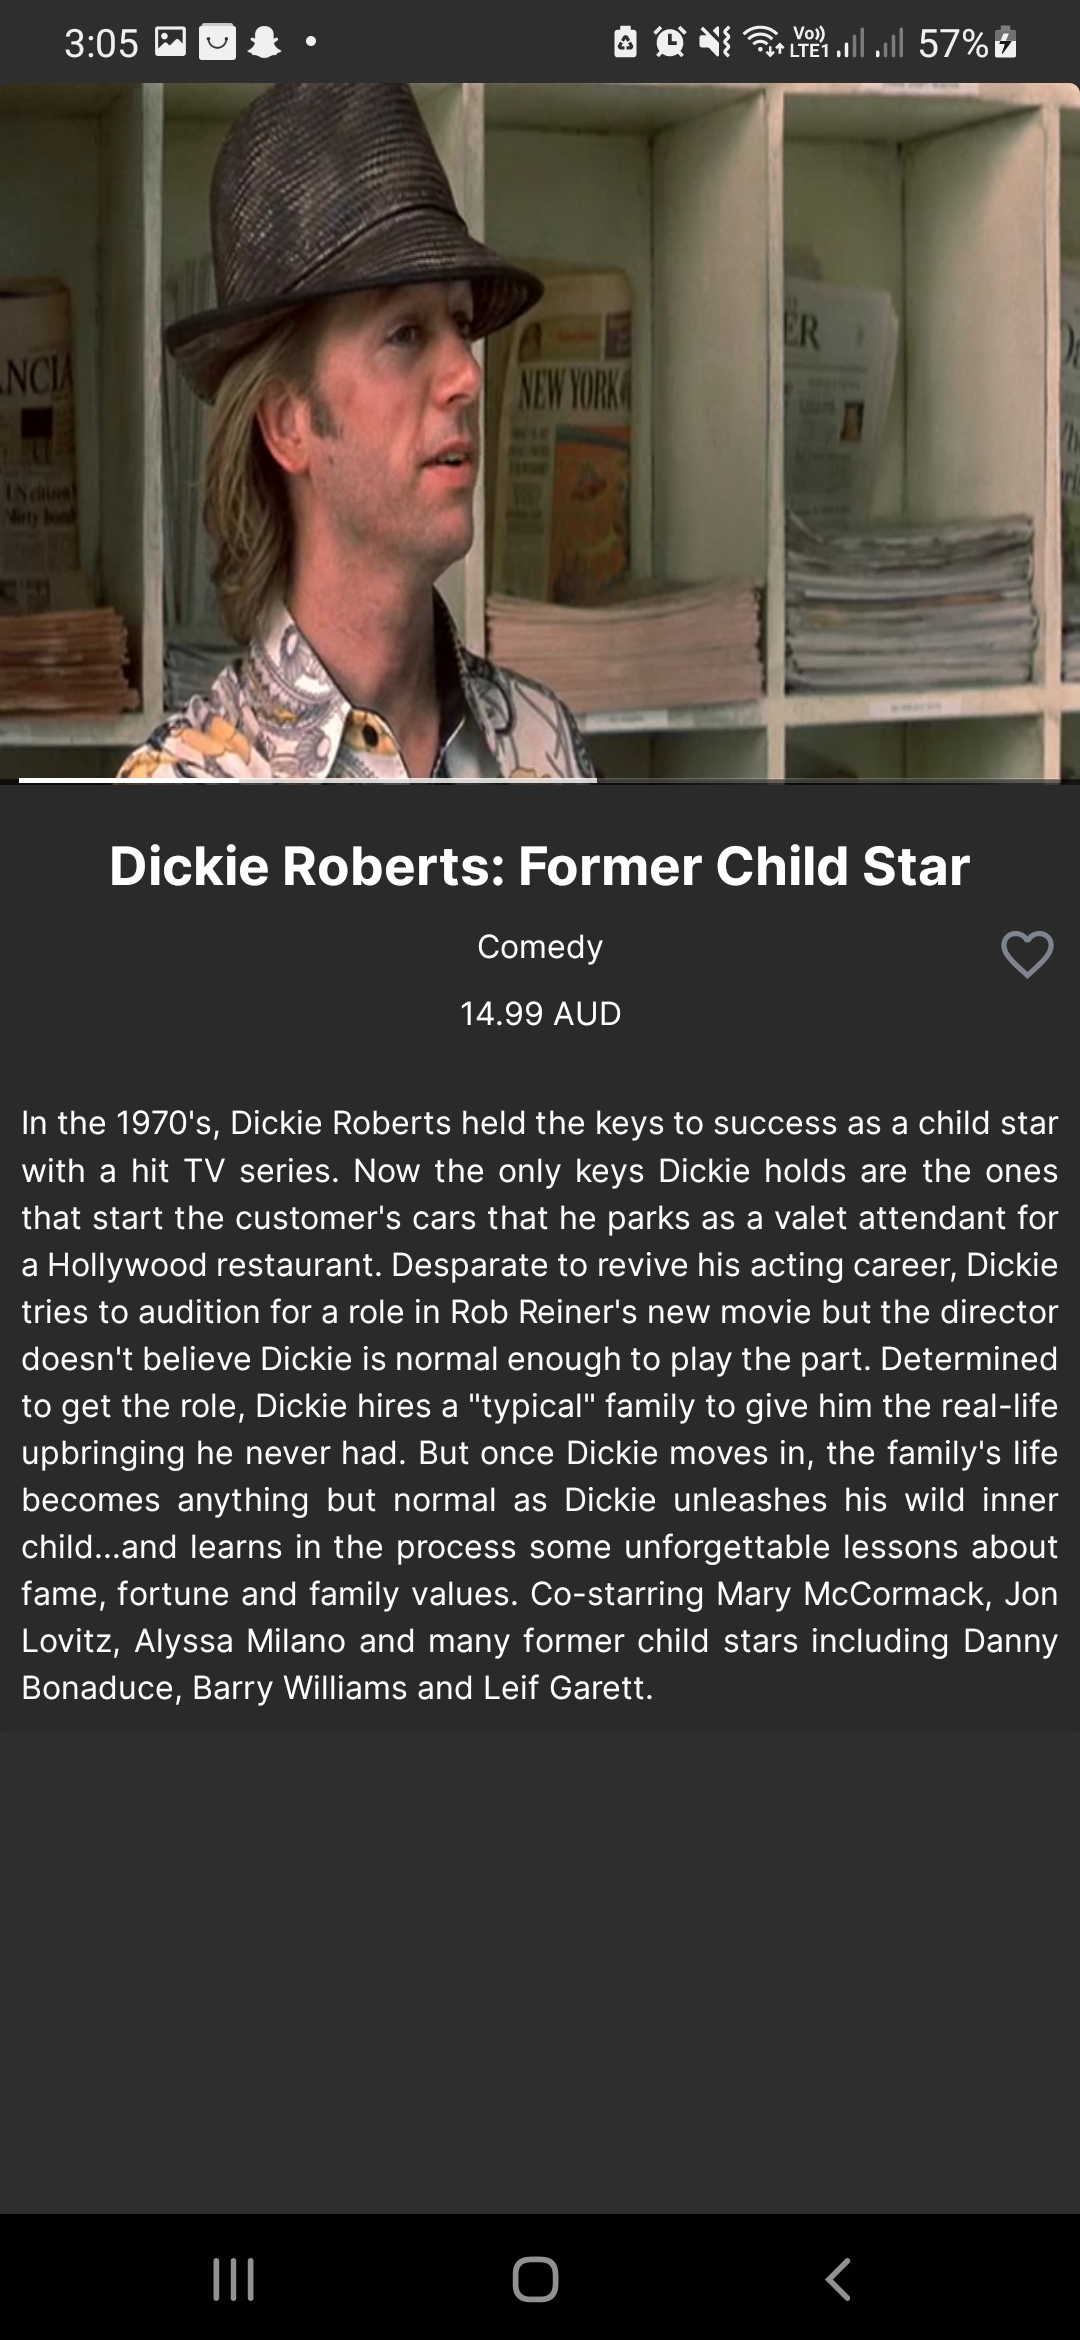 3:05
Vo))
LTE1
57%
NCIA
US citizen
'dirty bomb
NEW YORK
ER
Dickie Roberts: Former Child Star
Comedy
14.99 AUD
In the 1970's, Dickie Roberts held the keys to success as a child star
with a hit TV series. Now the only keys Dickie holds are the ones
that start the customer's cars that he parks as a valet attendant for
a Hollywood restaurant. Desparate to revive his acting career, Dickie
tries to audition for a role in Rob Reiner's new movie but the director
doesn't believe Dickie is normal enough to play the part. Determined
to get the role, Dickie hires a "typical" family to give him the real-life
upbringing he never had. But once Dickie moves in, the family's life
becomes anything but normal as Dickie unleashes his wild inner
child...and learns in the process some unforgettable lessons about
fame, fortune and family values. Co-starring Mary McCormack, Jon
Lovitz, Alyssa Milano and many former child stars including Danny
Bonaduce, Barry Williams and Leif Garett.